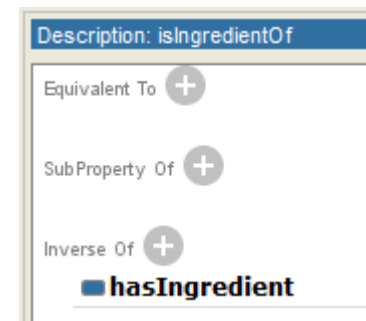 Description: isIngredientOf
Equivalent To
SubProperty Of
Inverse Of
hasIngredient